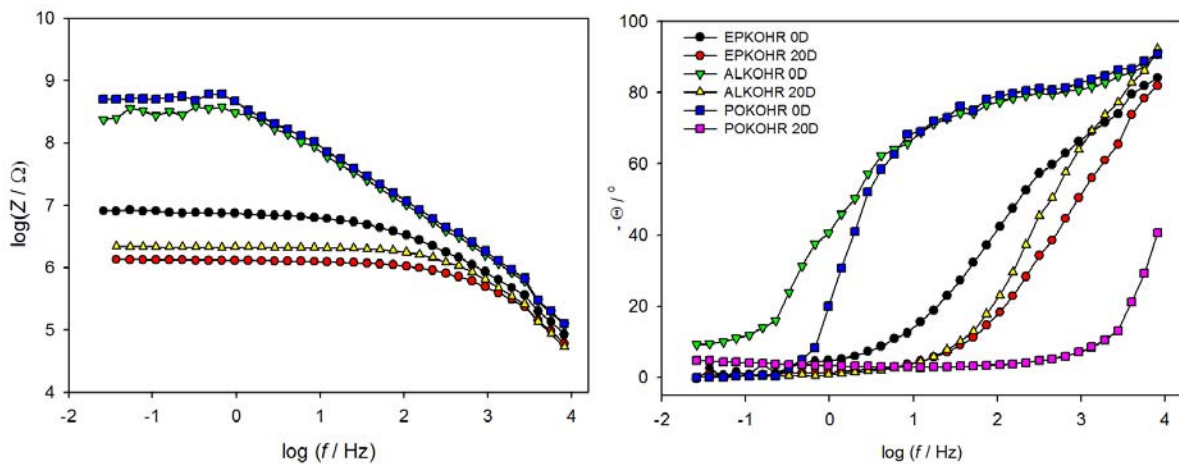 10
9
8
7
6
5
4
log(Z / Ω)
-2 -1 0 1 2 3 4
log (f / Hz)
100
80
60
40
20
0
- Θ / °
EPKOHR 0D
EPKOHR 20D
ALKOHR 0D
ALKOHR 20D
POKOHR 0D
POKOHR 20D
-2 -1 0 1 2 3 4
log (f / Hz)